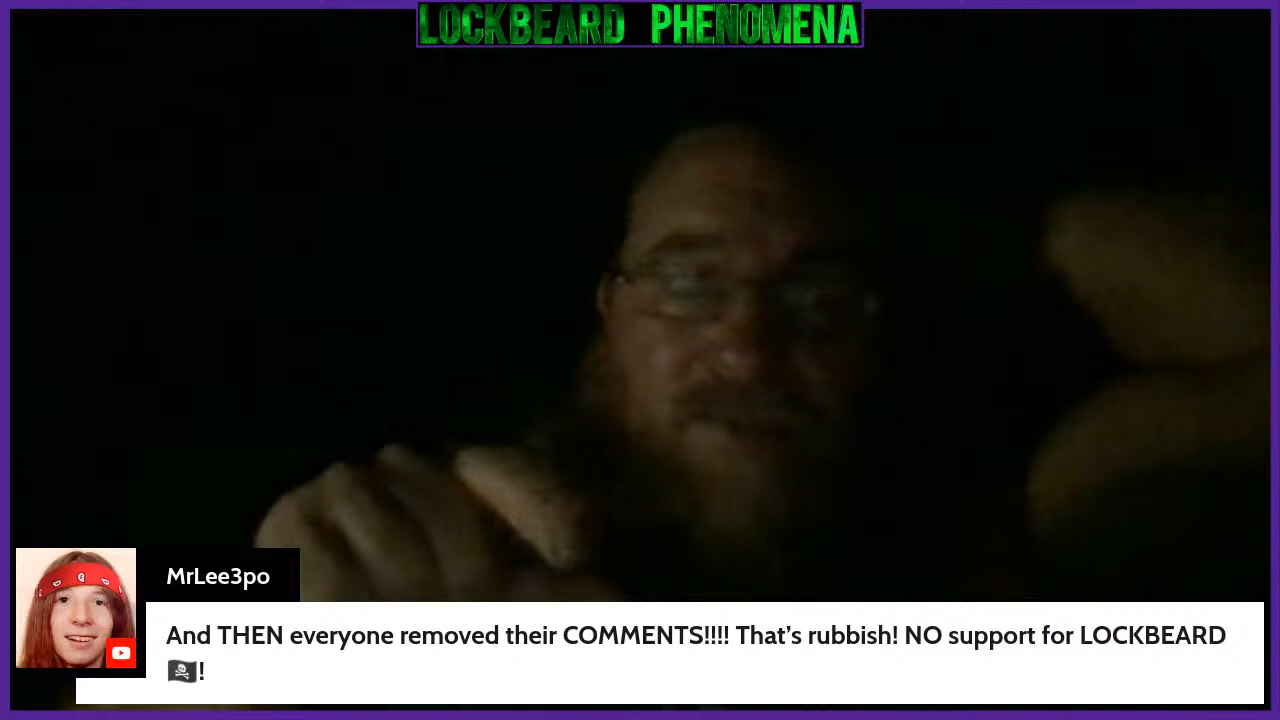 LOCKBEARD PHENOMENA
MrLee3po
And THEN everyone removed their COMMENTS!!!! That’s rubbish! NO support for LOCKBEARD
🏴‍☠️!